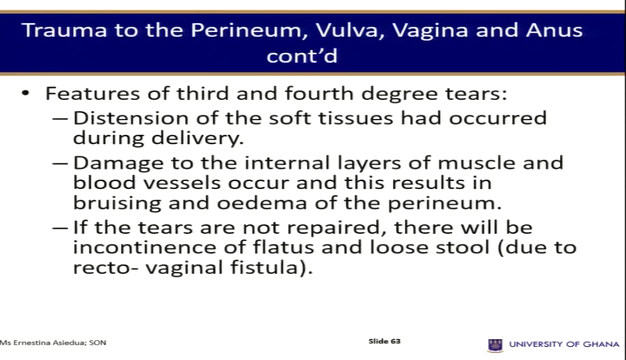 Trauma to the Perineum, Vulva, Vagina and Anus
cont'd
• Features of third and fourth degree tears:
– Distension of the soft tissues had occurred
during delivery.
– Damage to the internal layers of muscle and
blood vessels occur and this results in
bruising and oedema of the perineum.
– If the tears are not repaired, there will be
incontinence of flatus and loose stool (due to
recto- vaginal fistula).
Ms Ernestina Asiedua; SON
Slide 63
UNIVERSITY OF GHANA